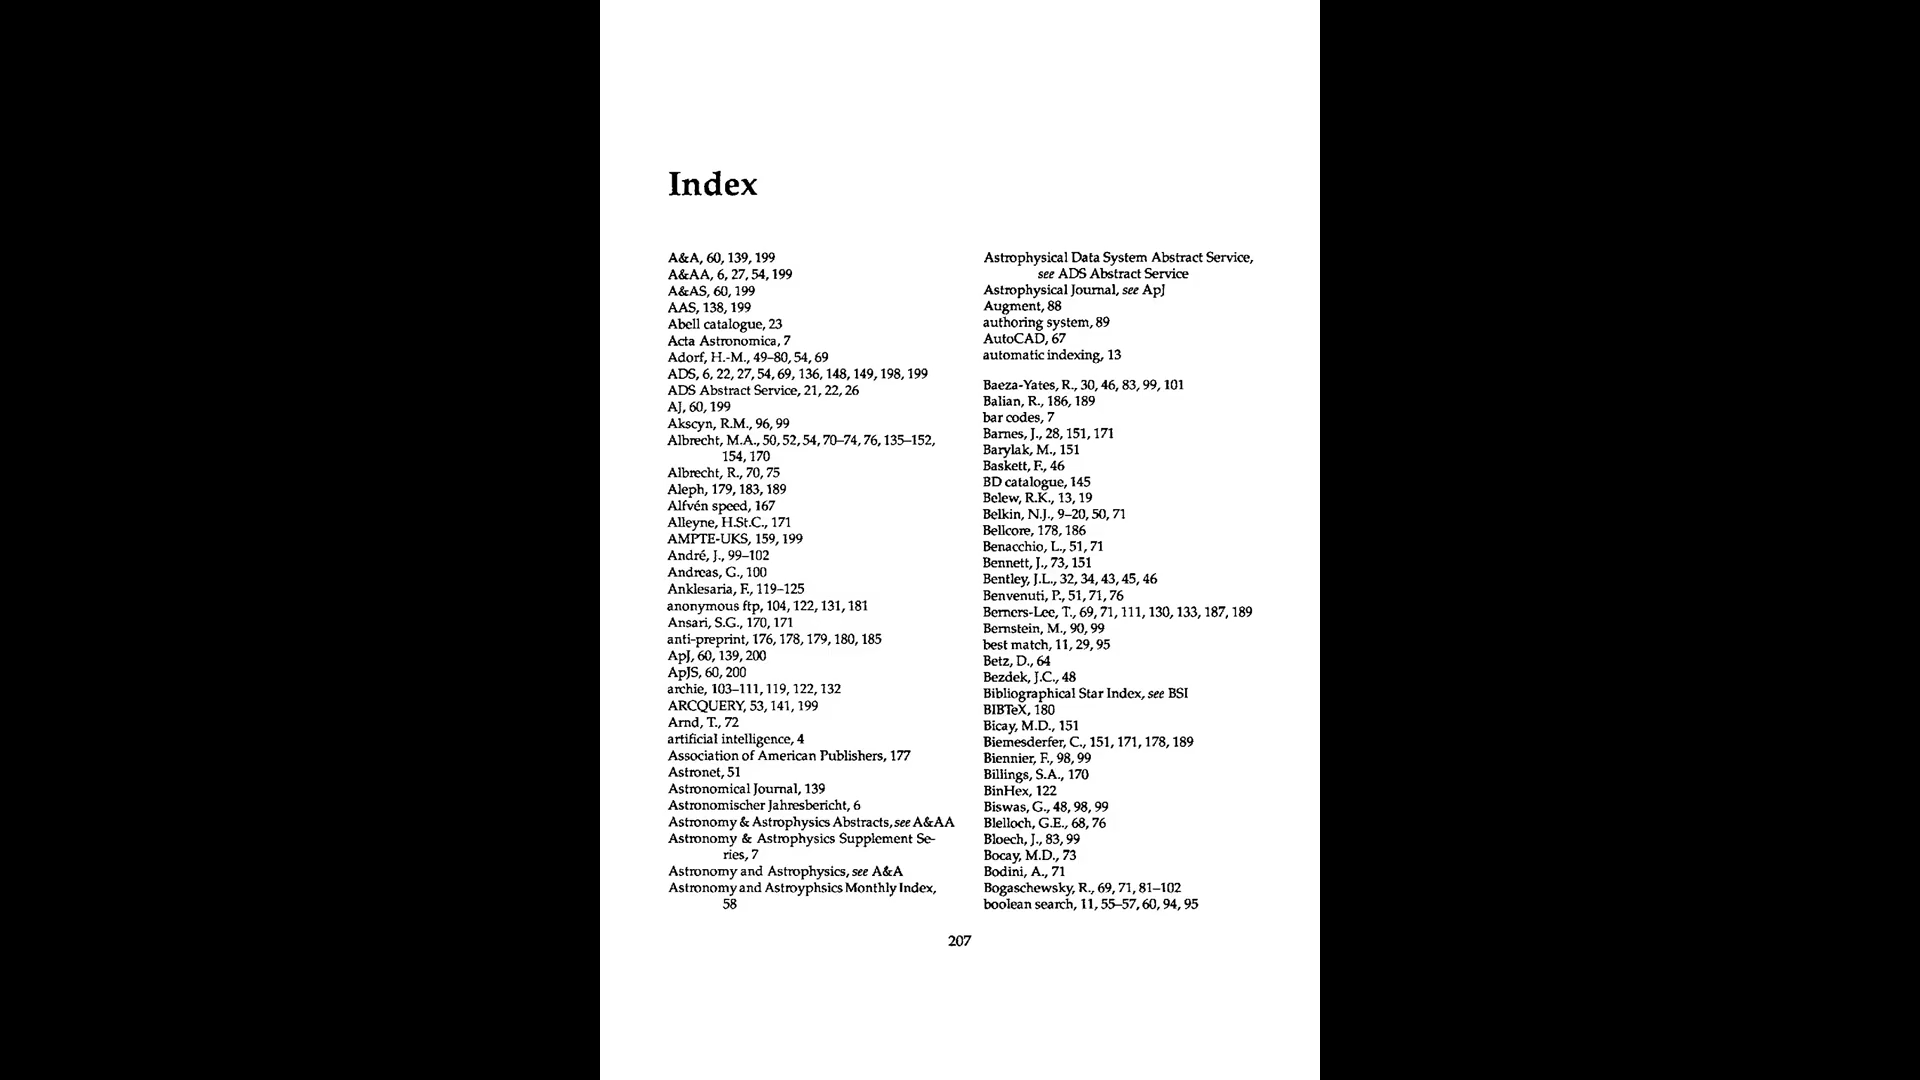 Index
A&A, 60, 139, 199
A&AA, 6, 27, 54, 199
A&AS, 60, 199
AAS, 138, 199
Abell catalogue, 23
Acta Astronomica, 7
Adorf, H.-M., 49–80, 54, 69
ADS, 6, 22, 27, 54, 69, 136, 148, 149, 198, 199
ADS Abstract Service, 21, 22, 26
AJ, 60, 199
Akscyn, R.M., 96, 99
Albrecht, M.A., 50, 52, 54, 70–74, 76, 135–152,
154, 170
Albrecht, R., 70, 75
Aleph, 179, 183, 189
Alfvén speed, 167
Alleyne, H.St.C., 171
AMPTE-UKS, 159, 199
André, J., 99–102
Andreas, G., 100
Anklesaria, F., 119–125
anonymous ftp, 104, 122, 131, 181
Ansari, S.G., 170, 171
anti-preprint, 176, 178, 179, 180, 185
ApJ, 60, 139, 200
ApJS, 60, 200
archie, 103–111, 119, 122, 132
ARCQUERY, 53, 141, 199
Arnd, T., 72
artificial intelligence, 4
Association of American Publishers, 177
Astronet, 51
Astronomical Journal, 139
Astronomischer Jahresbericht, 6
Astronomy & Astrophysics Abstracts, see A&AA
Astronomy & Astrophysics Supplement Se-
ries, 7
Astronomy and Astrophysics, see A&A
Astronomy and Astroyphsics Monthly Index,
58
Astrophysical Data System Abstract Service,
see ADS Abstract Service
Astrophysical Journal, see ApJ
Augment, 88
authoring system, 89
AutoCAD, 67
automatic indexing, 13
Baeza-Yates, R., 30, 46, 83, 99, 101
Balian, R., 186, 189
bar codes, 7
Barnes, J., 28, 151, 171
Barylak, M., 151
Baskett, F., 46
BD catalogue, 145
Belew, R.K., 13, 19
Belkin, N.J., 9–20, 50, 71
Bellcore, 178, 186
Benacchio, L., 51, 71
Bennett, J., 73, 151
Bentley, J.L., 32, 34, 43, 45, 46
Benvenuti, P., 51, 71, 76
Berners-Lee, T., 69, 71, 111, 130, 133, 187, 189
Bernstein, M., 90, 99
best match, 11, 29, 95
Betz, D., 64
Bezdek, J.C., 48
Bibliographical Star Index, see BSI
BIBTeX, 180
Bicay, M.D., 151
Biemesderfer, C., 151, 171, 178, 189
Biennier, F., 98, 99
Billings, S.A., 170
BinHex, 122
Biswas, G., 48, 98, 99
Blelloch, G.E., 68, 76
Bloech, J., 83, 99
Bocay, M.D., 73
Bodini, A., 71
Bogaschewsky, R., 69, 71, 81–102
boolean search, 11, 55–57, 60, 94, 95
207